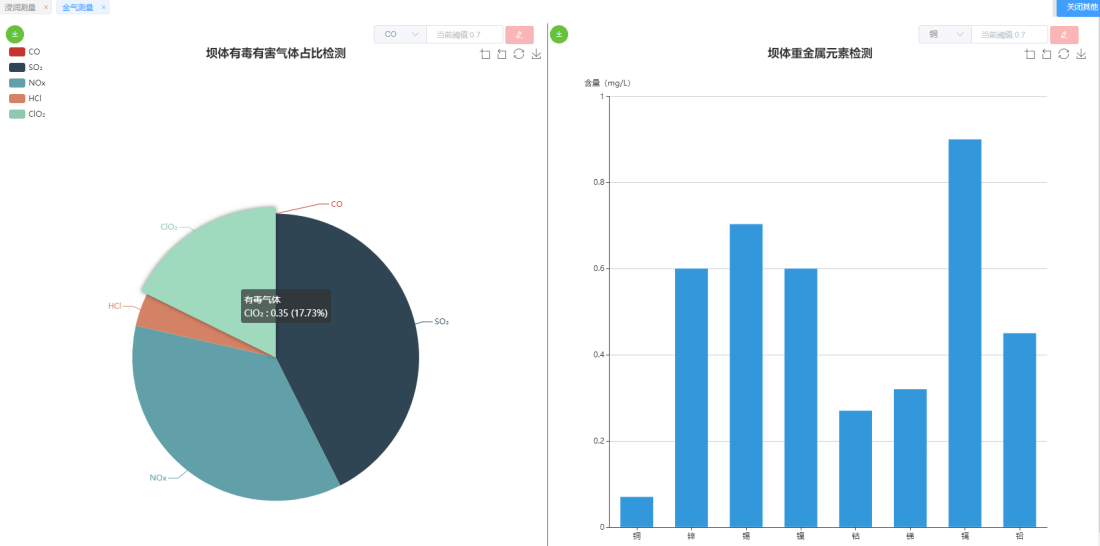 浸润测量 ×
金气测量 ×
关闭其他
CO
当前阈值:0.7
坝体有毒有害气体占比检测
CO
SO₂
NOx
HCl
ClO₂
CO
ClO₂
HCl
有毒气体
ClO₂ : 0.35 (17.73%)
SO₂
NOx
铜
当前阈值:0.7
坝体重金属元素检测
含量（mg/L）
1
0.8
0.6
0.4
0.2
0
铜
锌
锡
镍
钴
锑
镉
铅